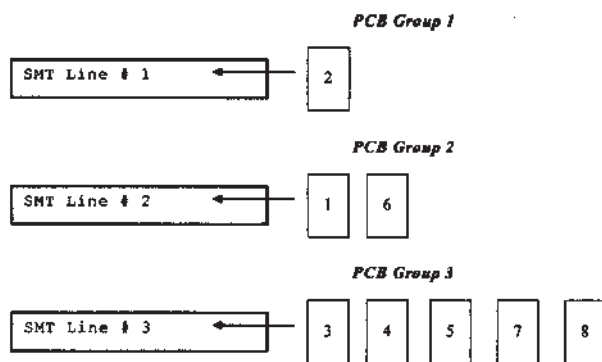 PCB Group 1
SMT Line # 1 2
PCB Group 2
SMT Line # 2 1 6
PCB Group 3
SMT Line # 3 3 4 5 7 8